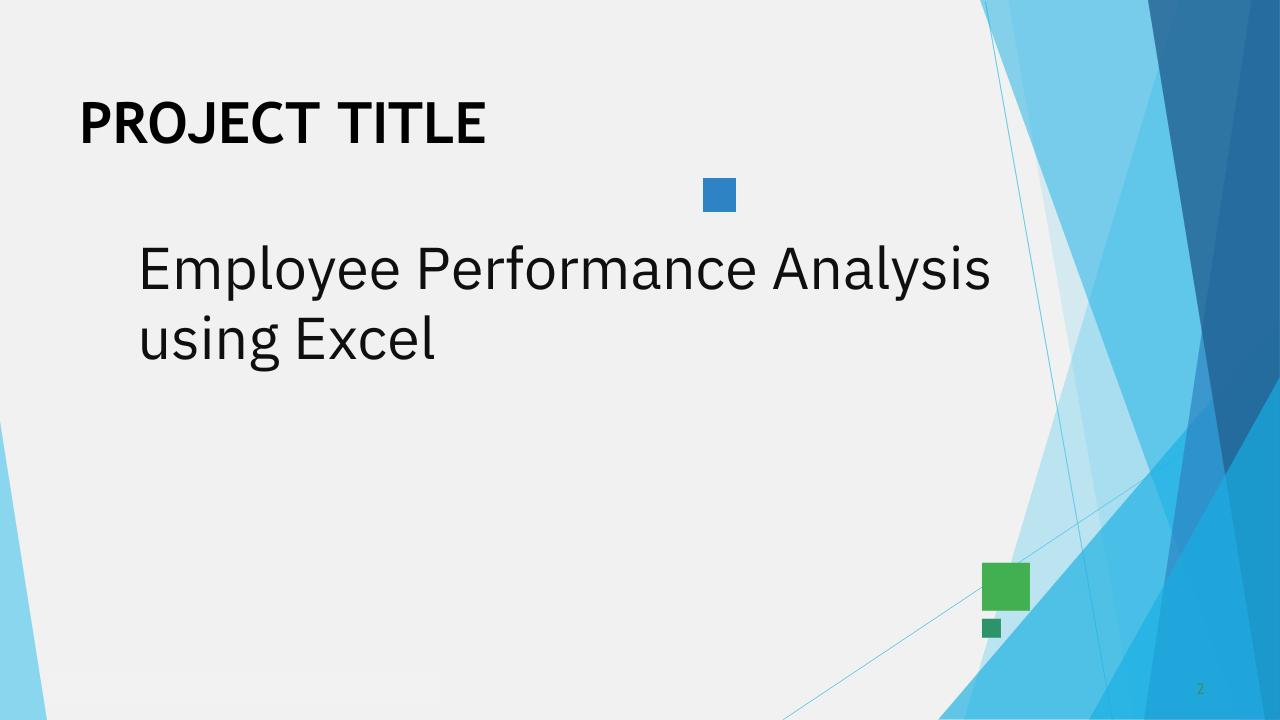 PROJECT TITLE
Employee Performance Analysis
using Excel
2